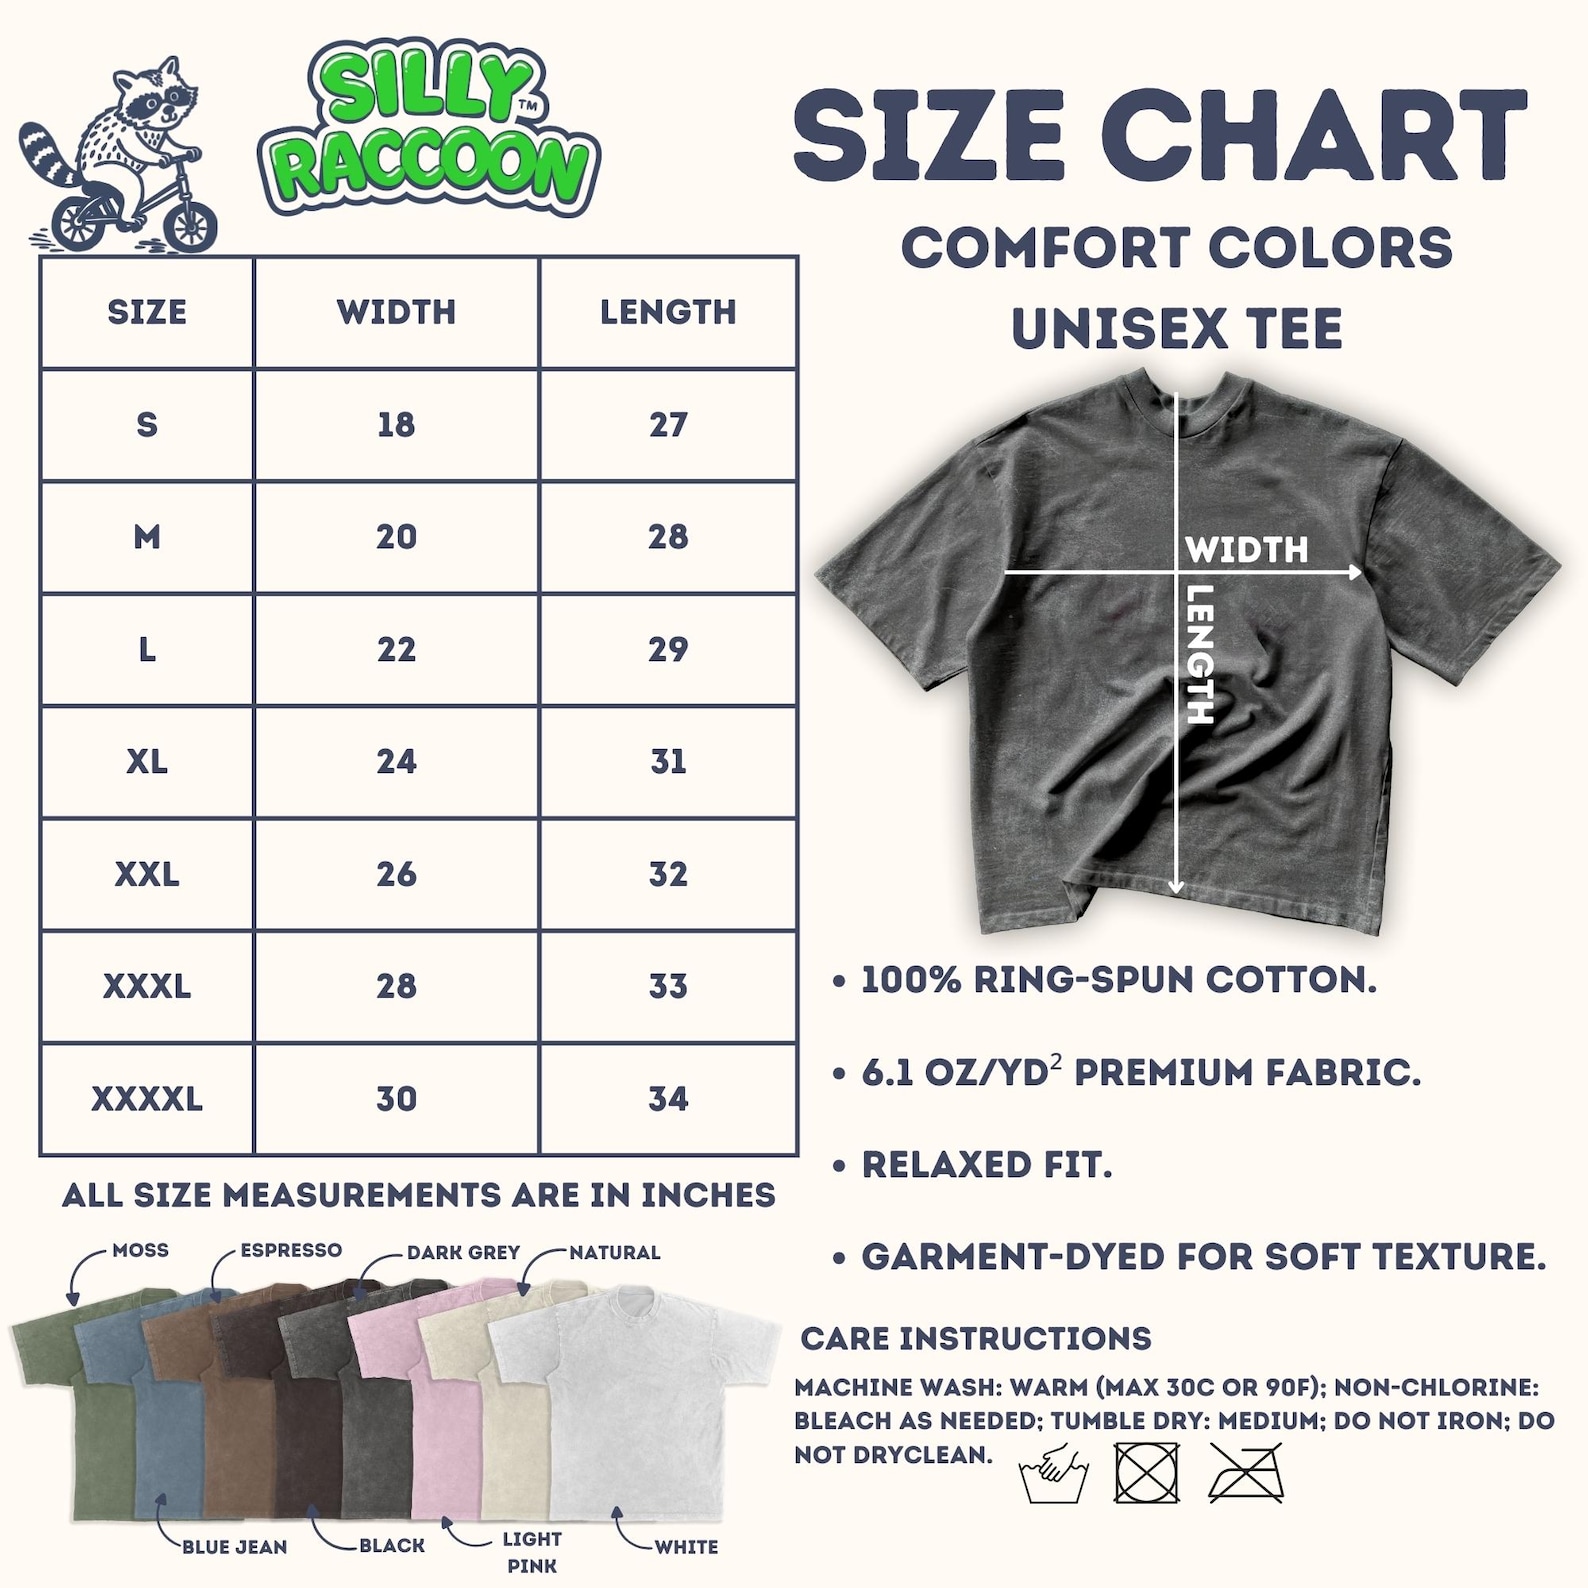 SILLY
RACCOON™
SIZE CHART
COMFORT COLORS
UNISEX TEE
SIZE WIDTH LENGTH
S 18 27
M 20 28
L 22 29
XL 24 31
XXL 26 32
XXXL 28 33
XXXXL 30 34
ALL SIZE MEASUREMENTS ARE IN INCHES
WIDTH
LENGTH
• 100% RING-SPUN COTTON.
• 6.1 OZ/YD² PREMIUM FABRIC.
• RELAXED FIT.
• GARMENT-DYED FOR SOFT TEXTURE.
MOSS ESPRESSO DARK GREY NATURAL
BLUE JEAN BLACK LIGHT
PINK WHITE
CARE INSTRUCTIONS
MACHINE WASH: WARM (MAX 30C OR 90F); NON-CHLORINE:
BLEACH AS NEEDED; TUMBLE DRY: MEDIUM; DO NOT IRON; DO
NOT DRYCLEAN.